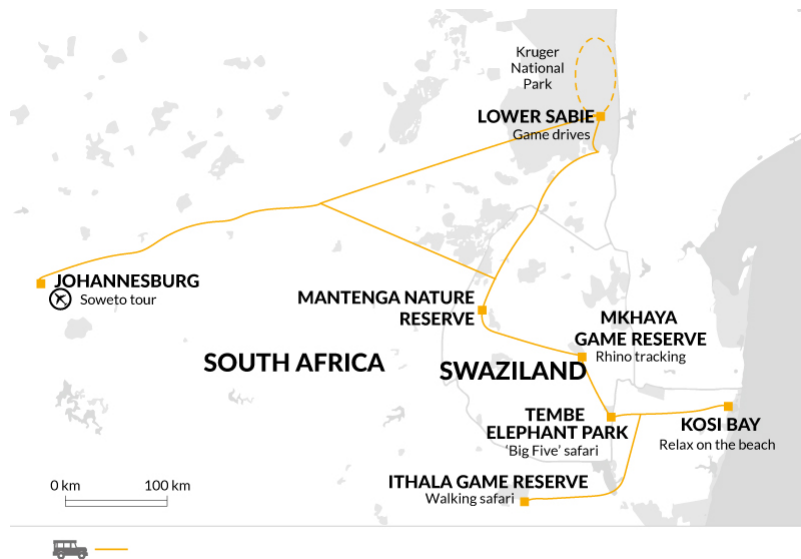 Kruger
National
Park
LOWER SABIE
Game drives
JOHANNESBURG
Soweto tour
MANTENGA NATURE
RESERVE
MKHAYA
GAME RESERVE
Rhino tracking
SOUTH AFRICA
SWAZILAND
TEMBE
ELEPHANT PARK
‘Big Five’ safari
KOSI BAY
Relax on the beach
ITHALA GAME RESERVE
Walking safari
0 km 100 km